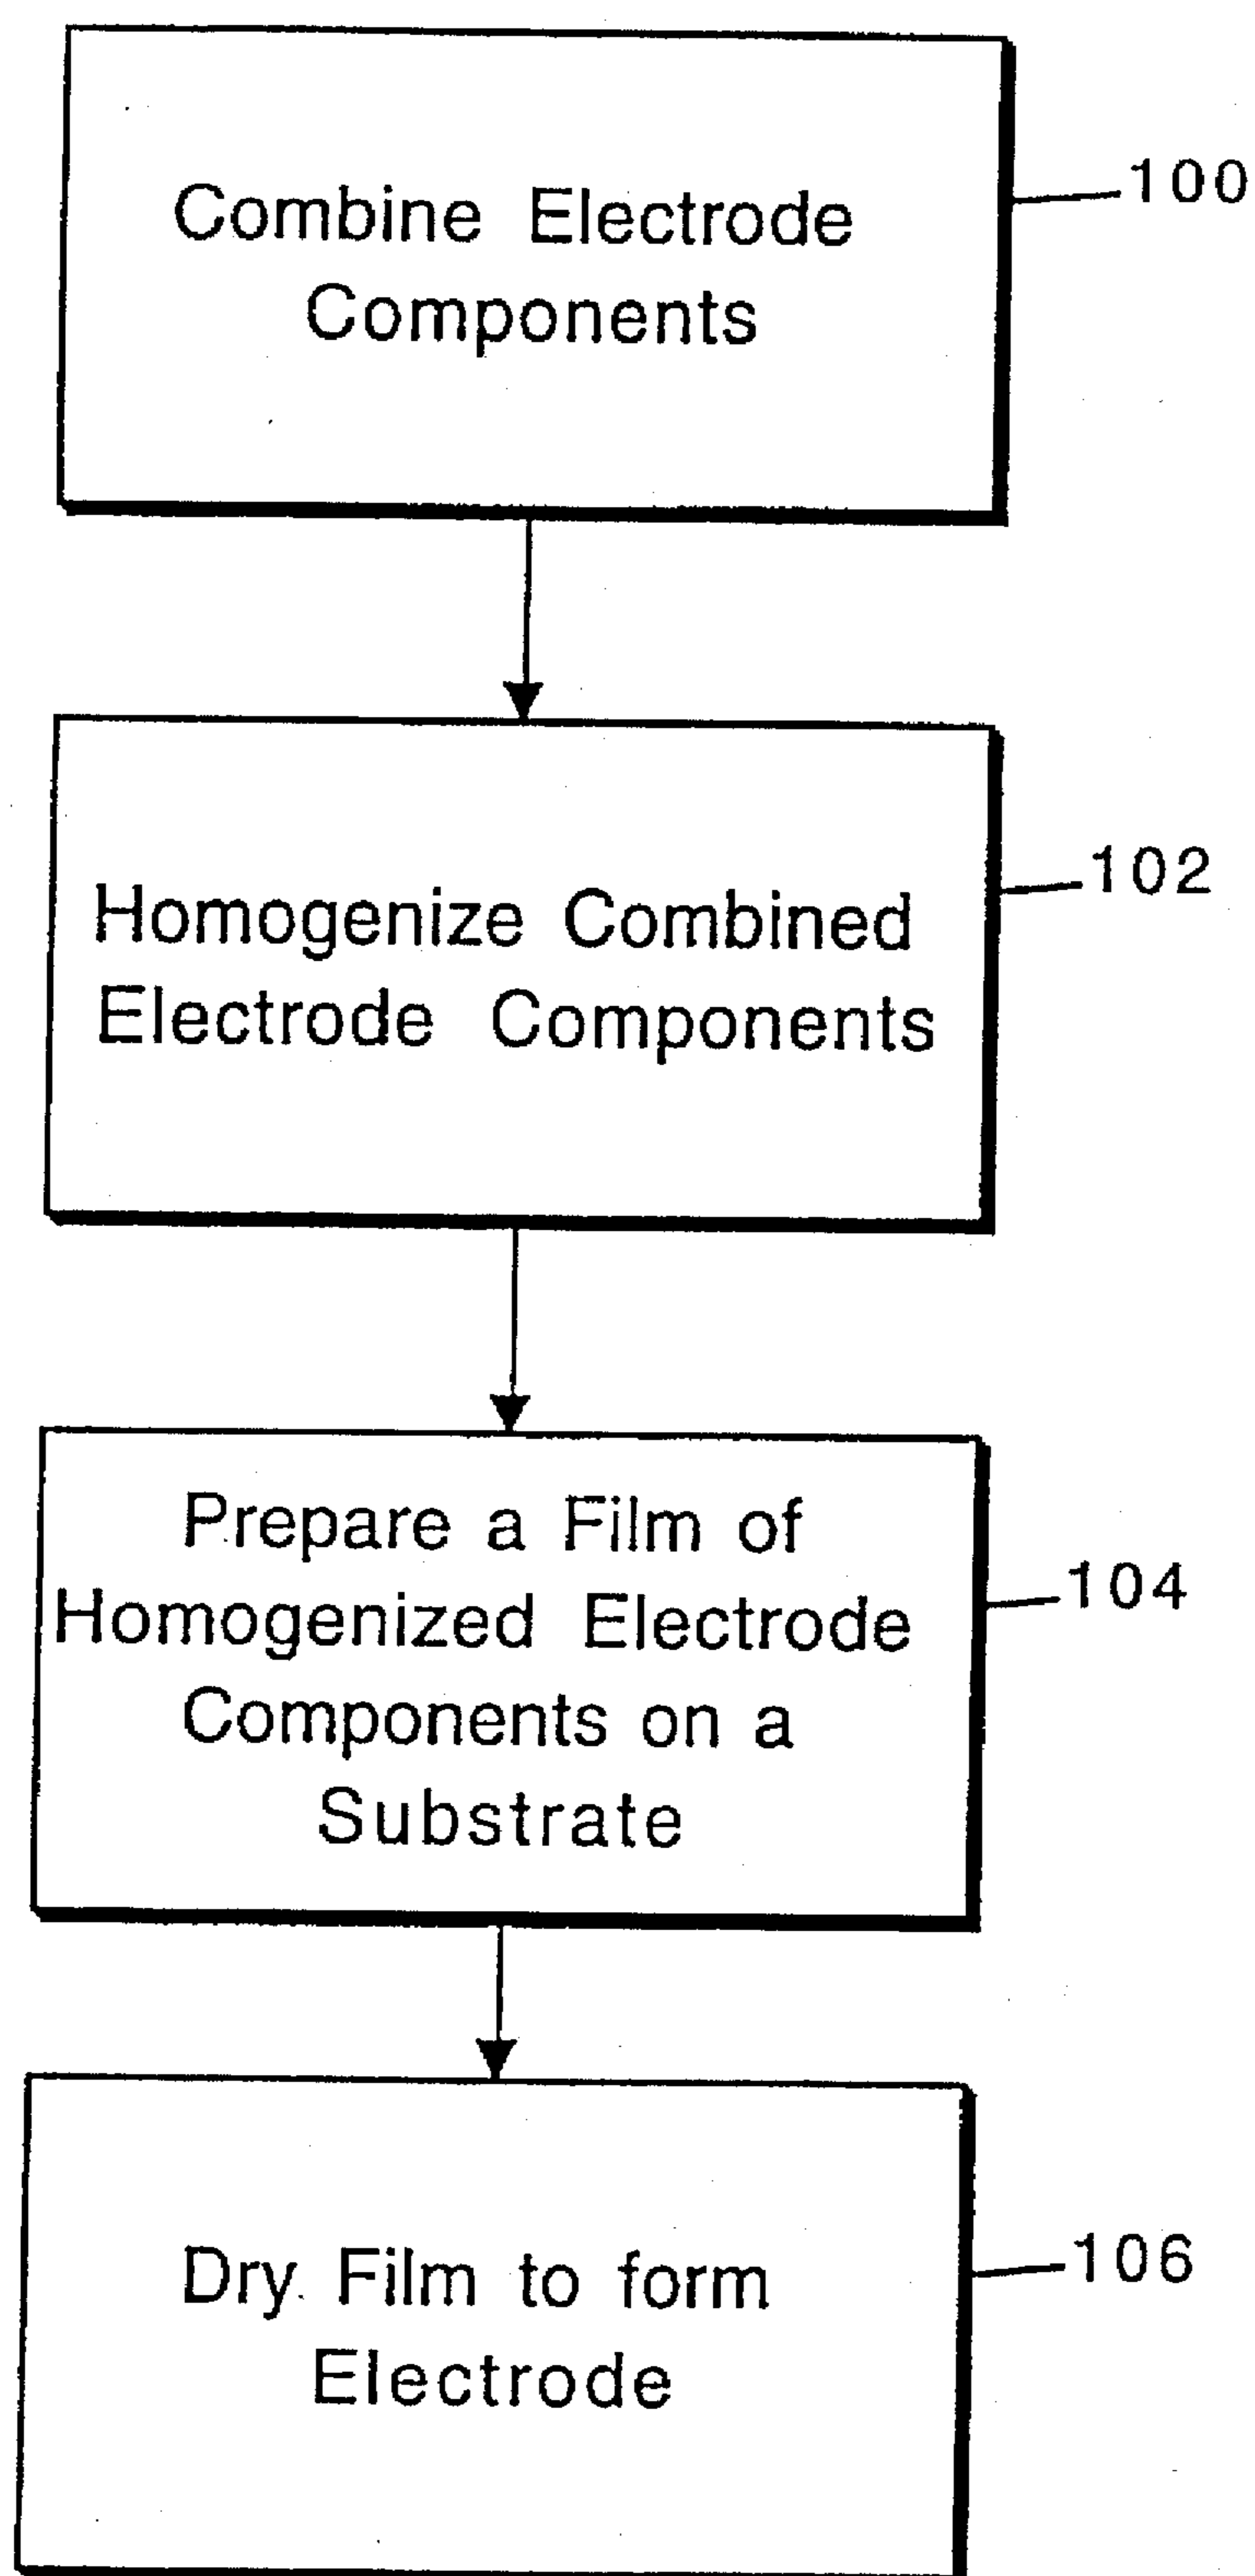 Combine Electrode
Components
100
Homogenize Combined
Electrode Components
102
Prepare a Film of
Homogenized Electrode
Components on a
Substrate
104
Dry Film to form
Electrode
106